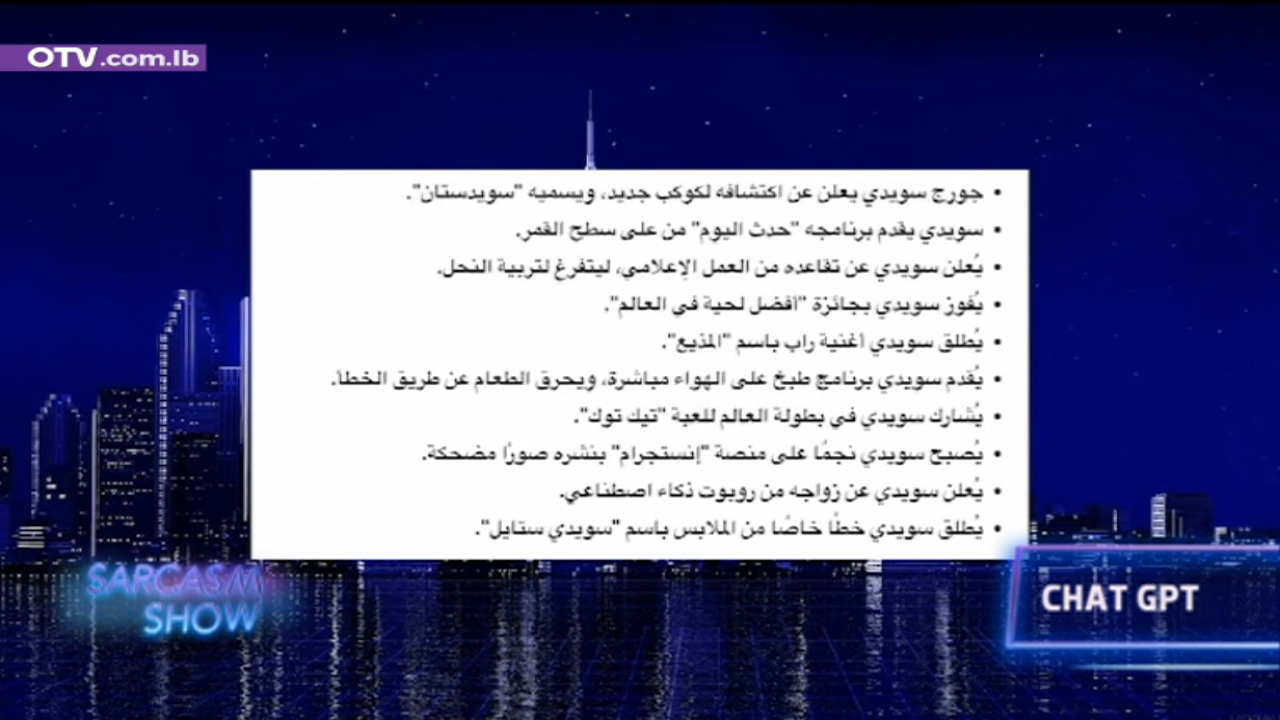 OTV.com.lb
• جورج سويدي يعلن عن اكتشافه لكوكب جديد، ويسميه "سويدستان".
• سويدي يقدم برنامجه "حدث اليوم" من على سطح القمر.
• يُعلن سويدي عن تقاعده من العمل الإعلامي، ليتفرغ لتربية النحل.
• يُفوز سويدي بجائزة "أفضل لحية في العالم".
• يُطلق سويدي أغنية راب باسم "المذيع".
• يُقدم سويدي برنامج طبخ على الهواء مباشرة، ويحرق الطعام عن طريق الخطأ.
• يُشارك سويدي في بطولة العالم للعبة "تيك توك".
• يُصبح سويدي نجمًا على منصة "إنستجرام" بنشره صورًا مضحكة.
• يُعلن سويدي عن زواجه من روبوت ذكاء اصطناعي.
• يُطلق سويدي خطًا خاصًا من الملابس باسم "سويدي ستايل".
SARCASM
SHOW
CHAT GPT